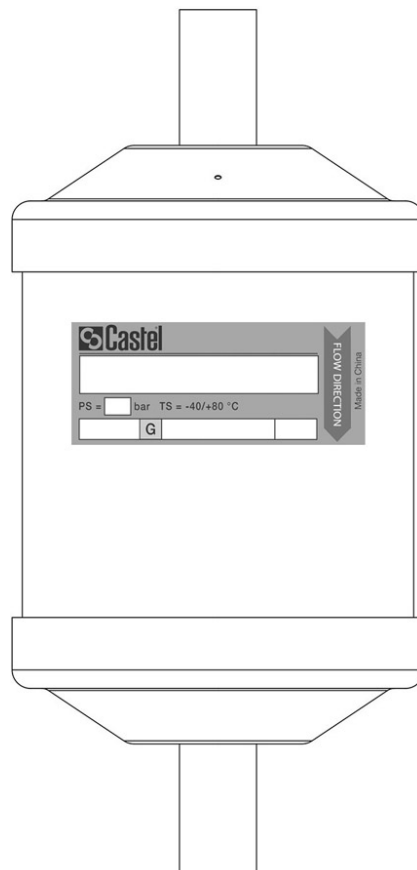 Castel
PS = bar TS = -40/+80 °C
G
FLOW DIRECTION
Made in China